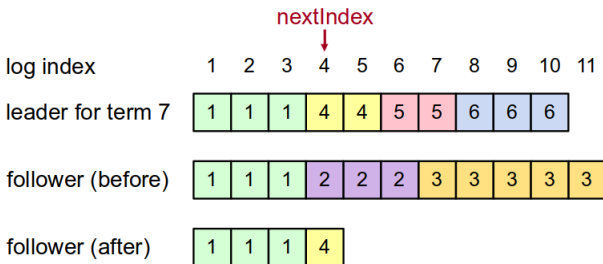 nextIndex
log index 1 2 3 4 5 6 7 8 9 10 11
leader for term 7 1 1 1 4 4 5 5 6 6 6
follower (before) 1 1 1 2 2 2 3 3 3 3 3
follower (after) 1 1 1 4